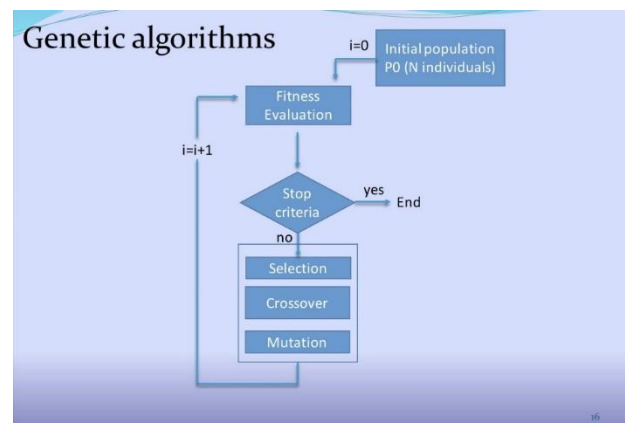 Genetic algorithms
i=0
Initial population
P0 (N individuals)
Fitness
Evaluation
i=i+1
Stop
criteria
yes
End
no
Selection
Crossover
Mutation
16